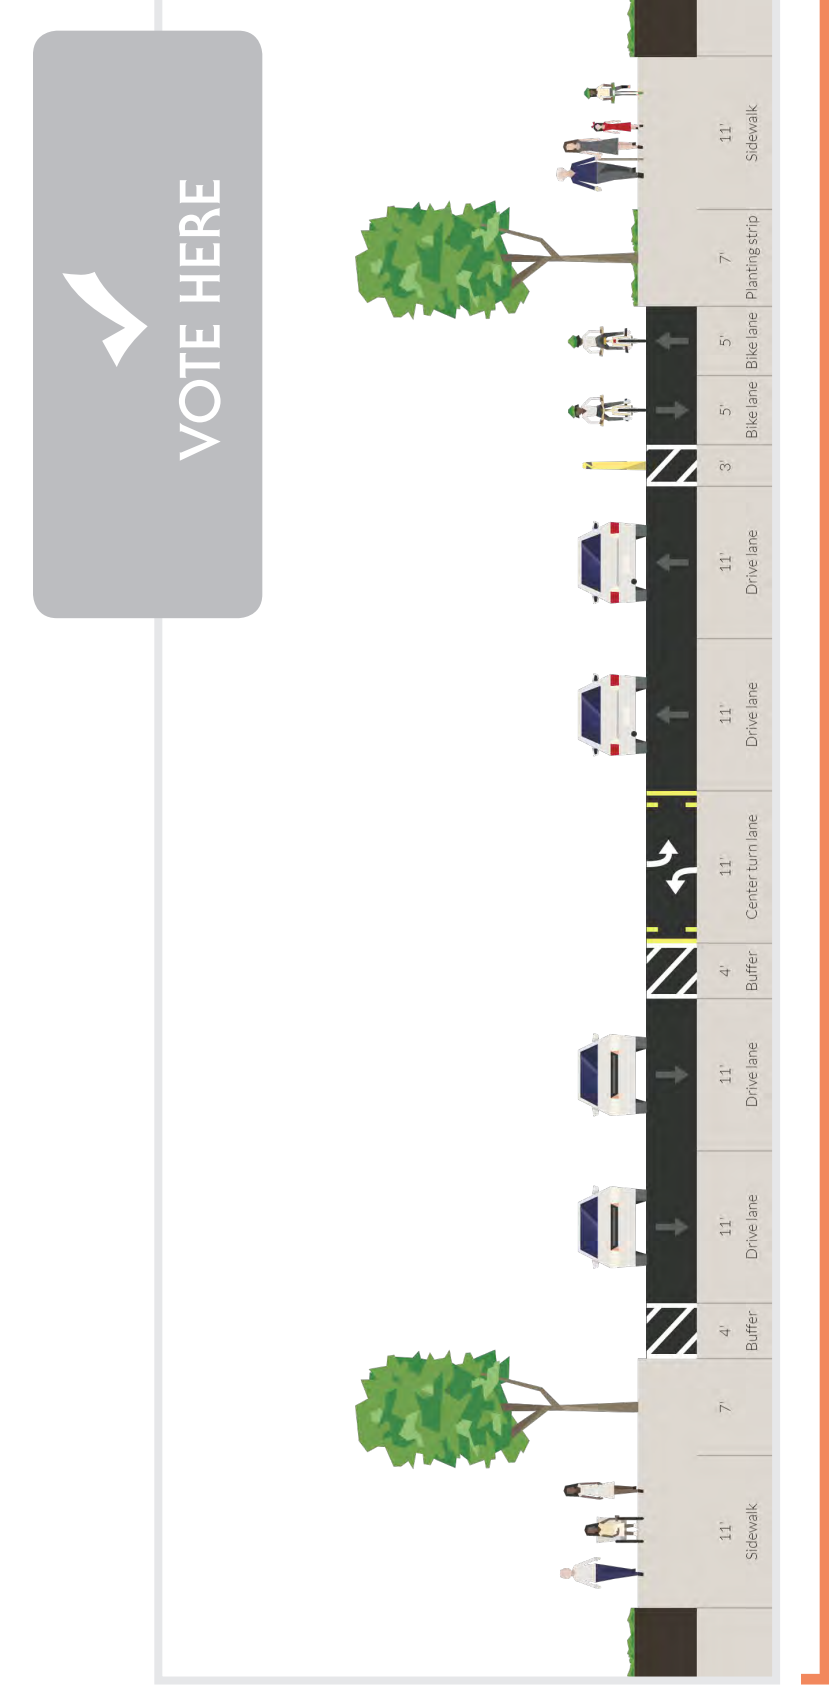 VOTE HERE
11'
Sidewalk
7'
4'
Buffer
11'
Drive lane
11'
Drive lane
4'
Buffer
11'
Center turn lane
11'
Drive lane
11'
Drive lane
3'
5'
Bike lane
5'
Bike lane
7'
Planting strip
11'
Sidewalk